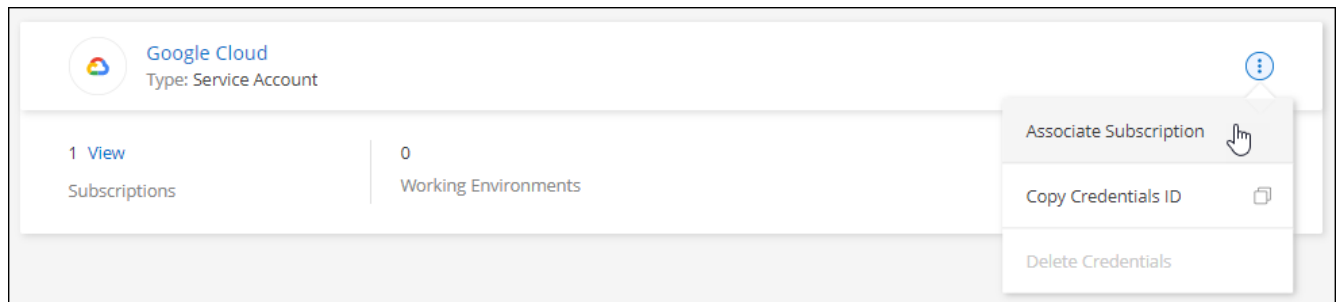 Google Cloud
Type: Service Account
Associate Subscription
1 View
0
Subscriptions
Working Environments
Copy Credentials ID
Delete Credentials